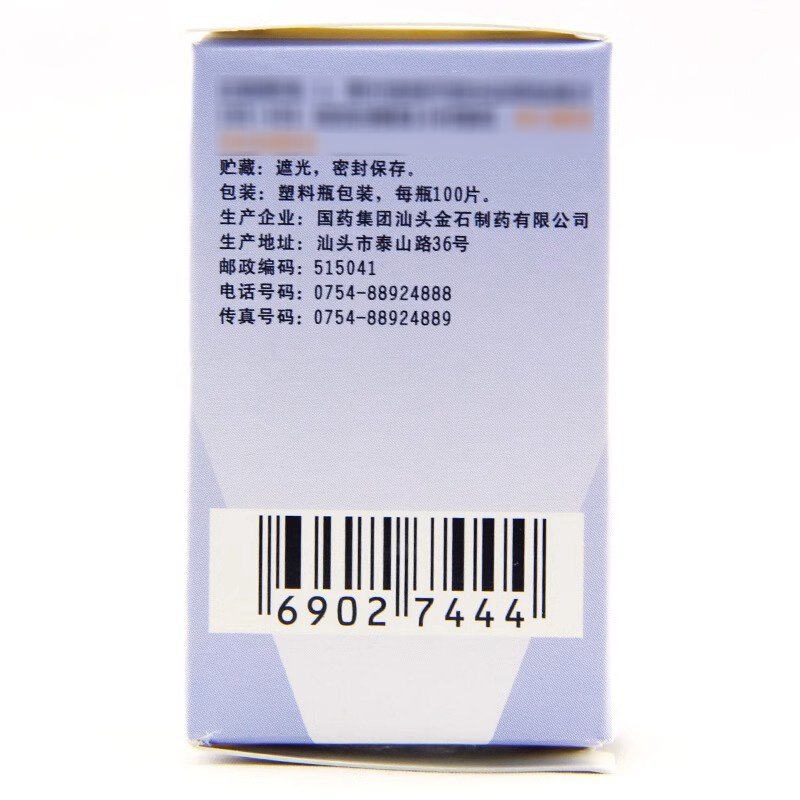 贮藏：遮光，密封保存。
包装：塑料瓶包装，每瓶100片。
生产企业：国药集团汕头金石制药有限公司
生产地址：汕头市泰山路36号
邮政编码：515041
电话号码：0754-88924888
传真号码：0754-88924889
69027444